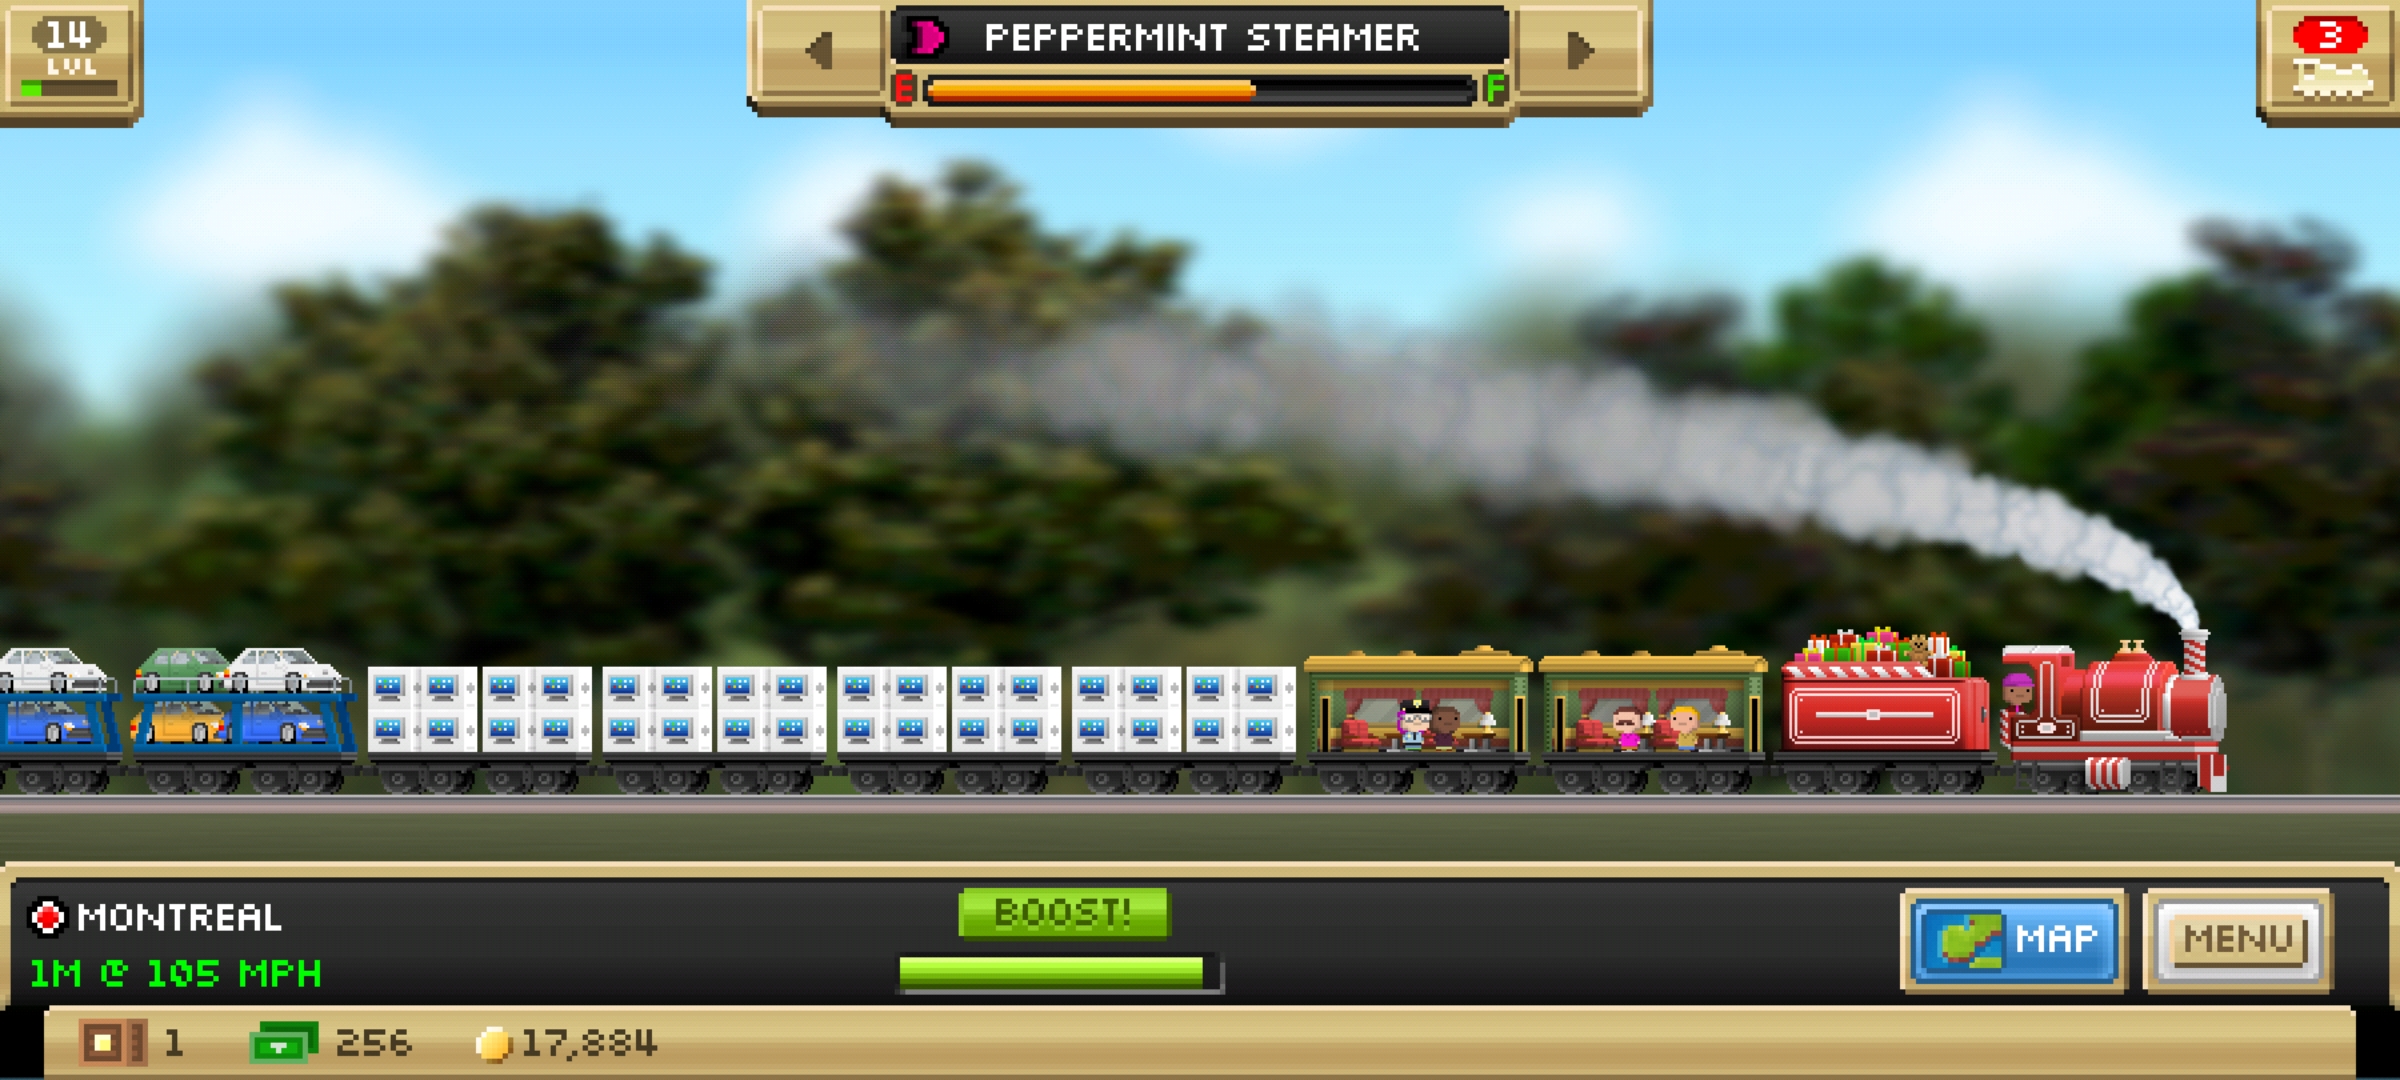 14
LVL
PEPPERMINT STEAMER
E F
3
MONTREAL
1M @ 105 MPH
BOOST!
MAP
MENU
1
256
17,884